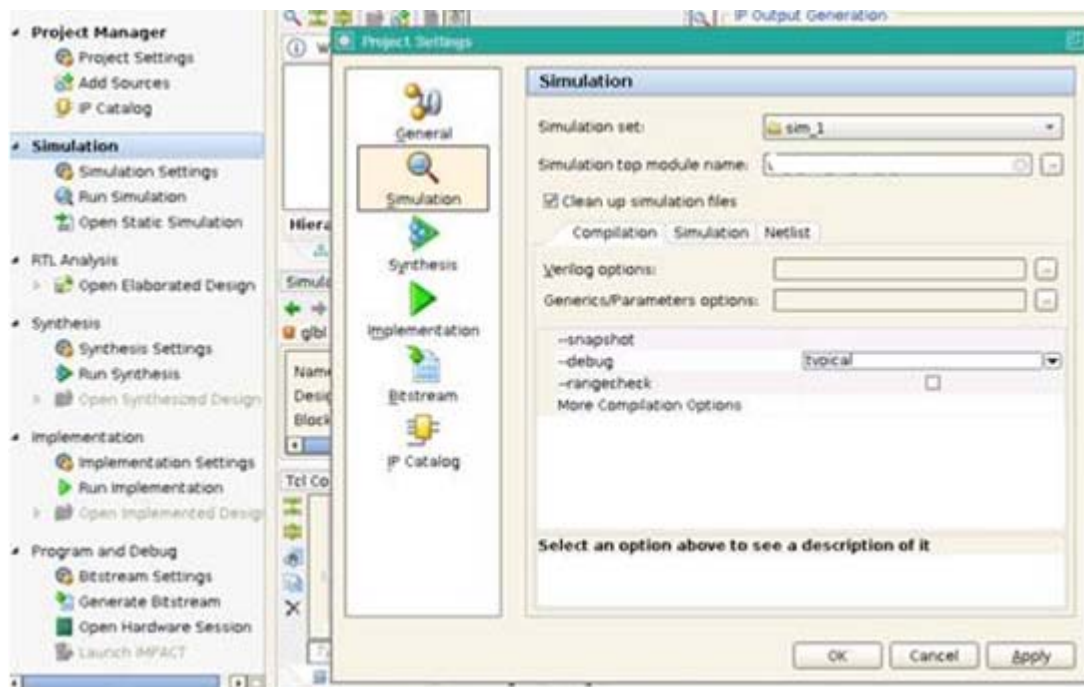 Project Manager
Project Settings
Add Sources
IP Catalog
Simulation
Simulation Settings
Run Simulation
Open Static Simulation
RTL Analysis
Open Elaborated Design
Synthesis
Synthesis Settings
Run Synthesis
Open Synthesized Design
Implementation
Implementation Settings
Run Implementation
Open Implemented Desig
Program and Debug
Bitstream Settings
Generate Bitstream
Open Hardware Session
Launch iMPACT
IP Output Generation
W
Hiera
Simula
glbl
Name
Desig
Block
Tcl Co
Project Settings
General
Simulation
Synthesis
Implementation
Bitstream
IP Catalog
Simulation
Simulation set: sim_1
Simulation top module name:
Clean up simulation files
Compilation Simulation Netlist
Verilog options:
Generics/Parameters options:
-snapshot
-debug typical
-rangecheck
More Compilation Options
Select an option above to see a description of it
OK Cancel Apply